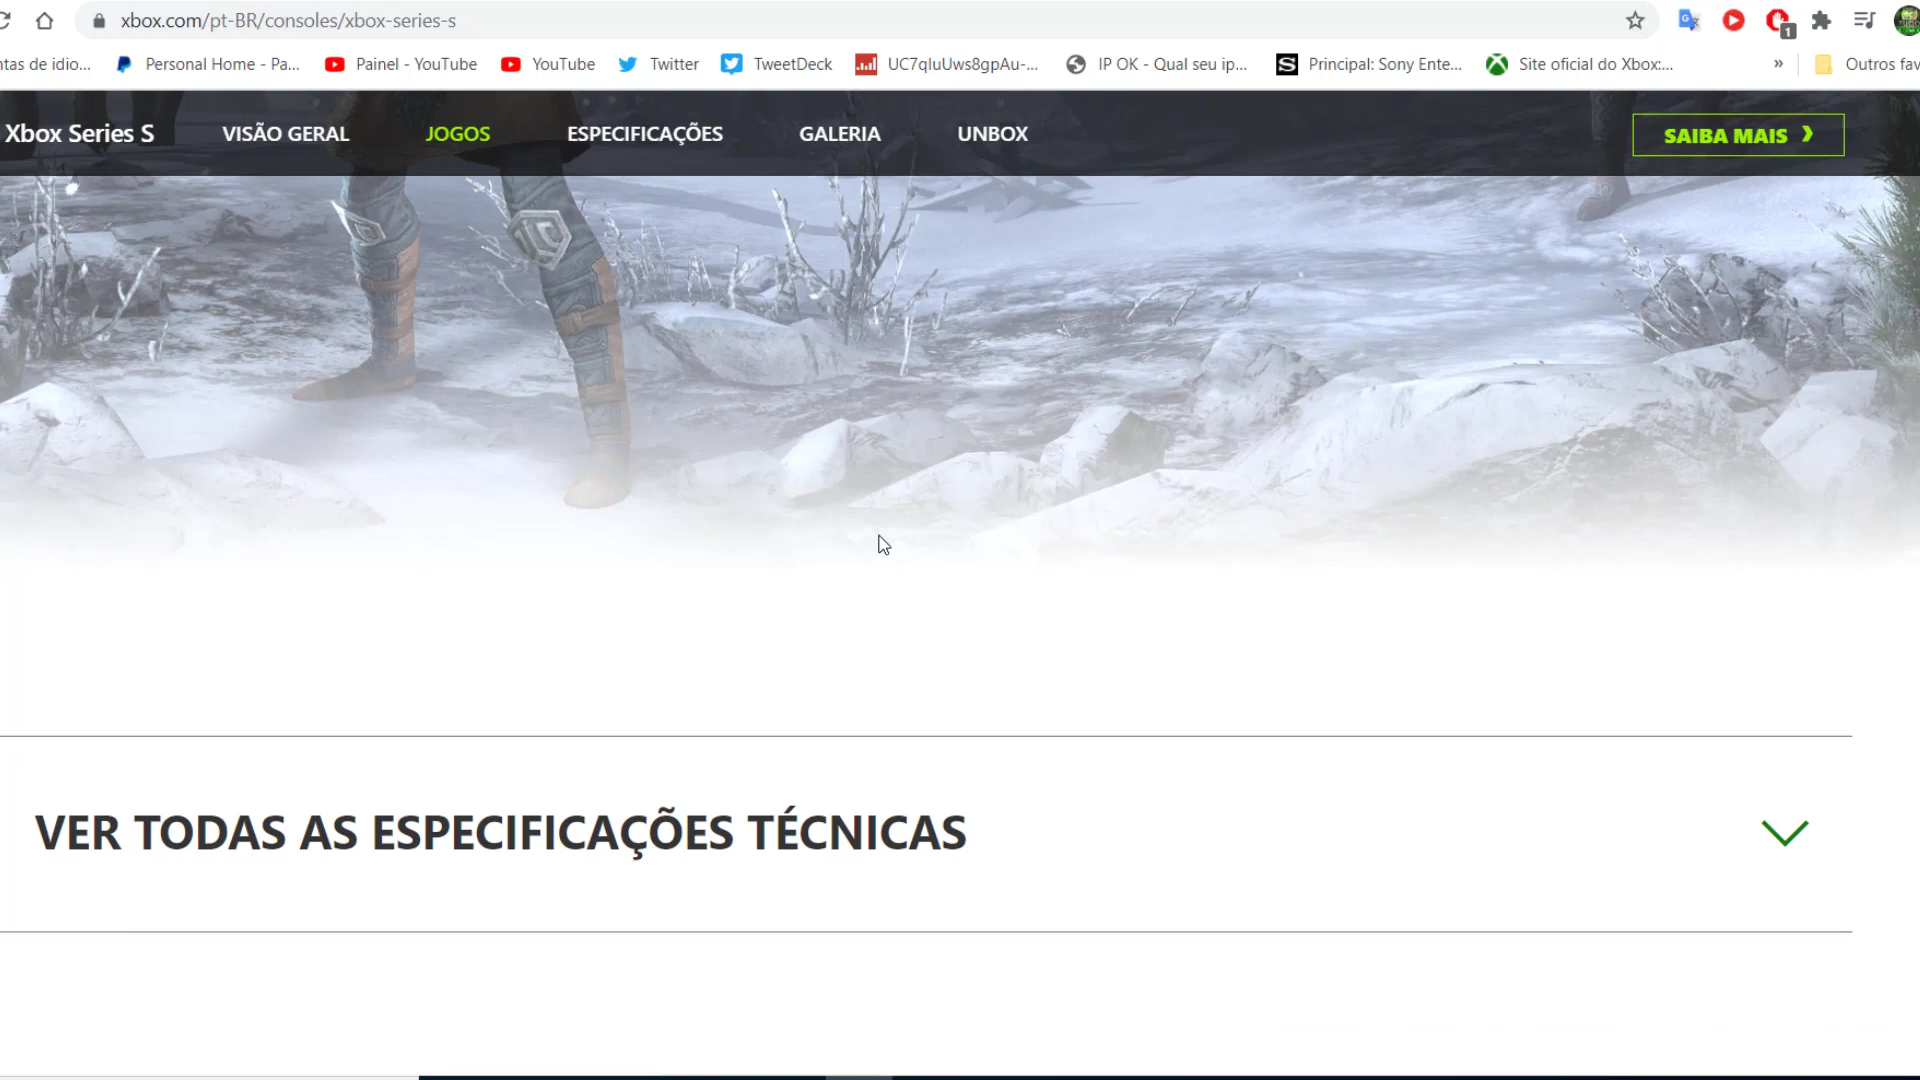 xbox.com/pt-BR/consoles/xbox-series-s
1
ntas de idio... Personal Home - Pa... Painel - YouTube YouTube Twitter TweetDeck UC7qluUws8gpAu-... IP OK - Qual seu ip... Principal: Sony Ente... Site oficial do Xbox:... » Outros fav
Xbox Series S VISÃO GERAL JOGOS ESPECIFICAÇÕES GALERIA UNBOX SAIBA MAIS
VER TODAS AS ESPECIFICAÇÕES TÉCNICAS